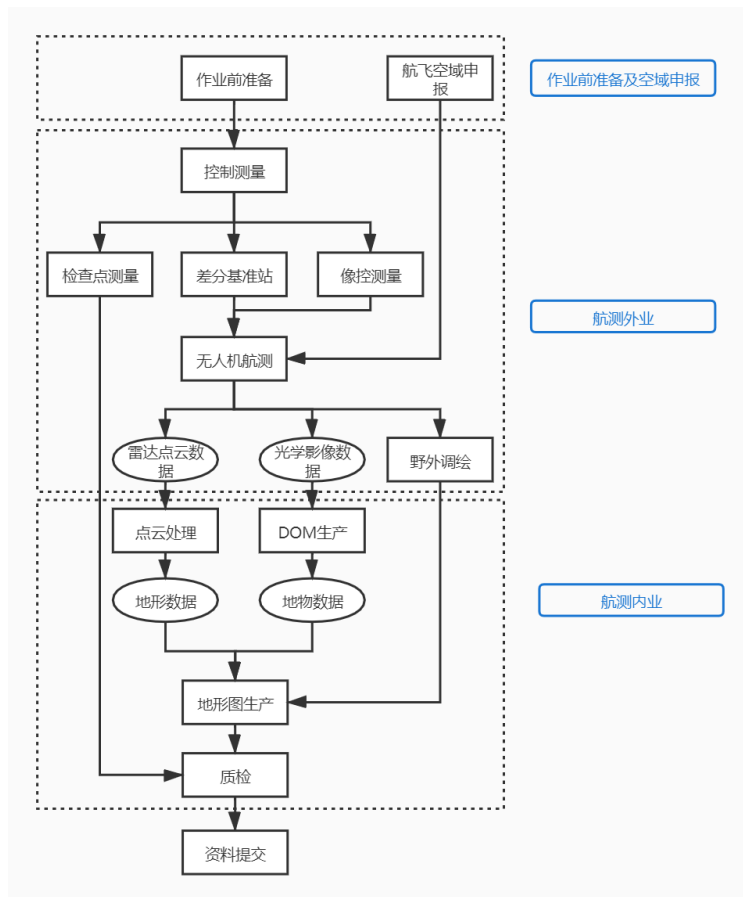 作业前准备
航飞空域申
报
作业前准备及空域申报
控制测量
检查点测量
差分基准站
像控测量
航测外业
无人机航测
雷达点云数
据
光学影像数
据
野外调绘
点云处理
DOM生产
地形数据
地物数据
航测内业
地形图生产
质检
资料提交